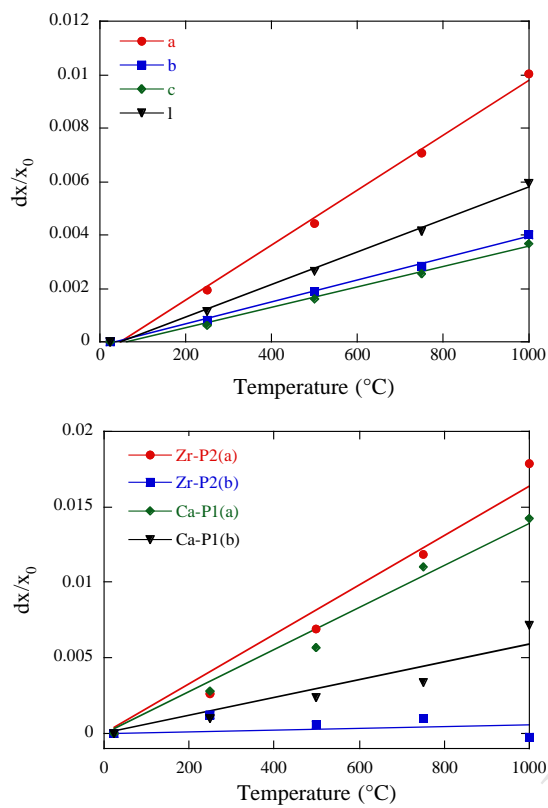 0.012
a
b
c
l
0.01
0.008
0.006
0.004
0.002
0
dx/x0
0 200 400 600 800 1000
Temperature (°C)
0.02
Zr-P2(a)
Zr-P2(b)
Ca-P1(a)
Ca-P1(b)
0.015
0.01
0.005
0
dx/x0
0 200 400 600 800 1000
Temperature (°C)